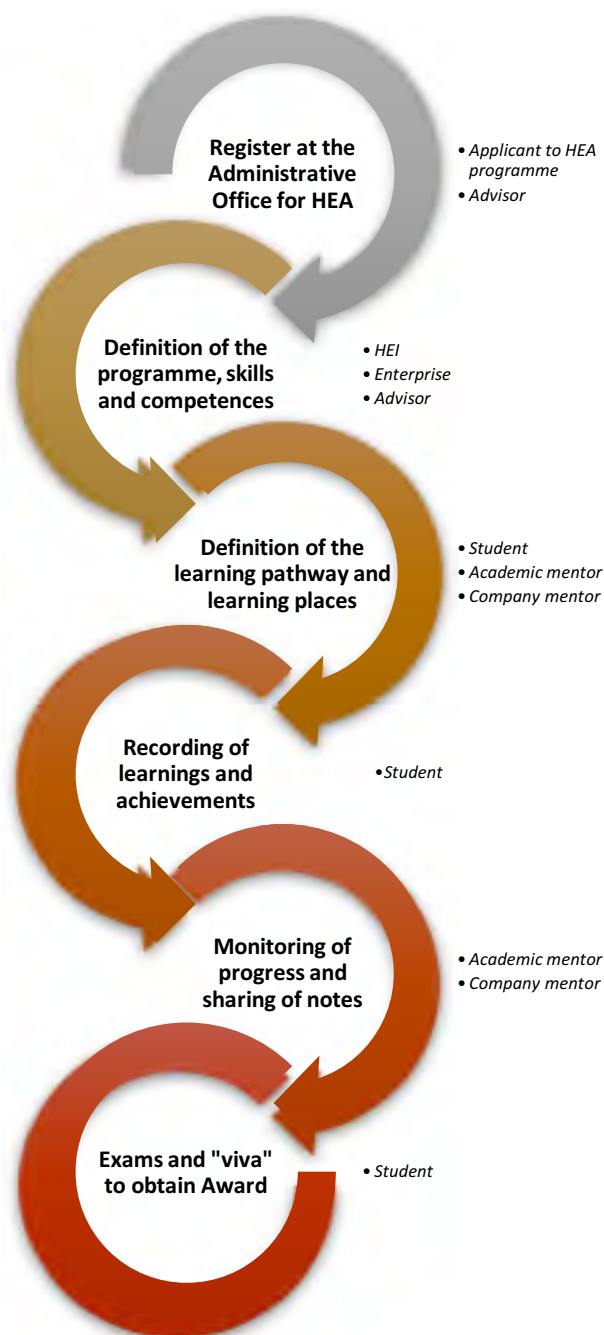 Register at the
Administrative
Office for HEA
• Applicant to HEA
programme
• Advisor
Definition of the
programme, skills
and competences
• HEI
• Enterprise
• Advisor
Definition of the
learning pathway and
learning places
• Student
• Academic mentor
• Company mentor
Recording of
learnings and
achievements
• Student
Monitoring of
progress and
sharing of notes
• Academic mentor
• Company mentor
Exams and "viva"
to obtain Award
• Student